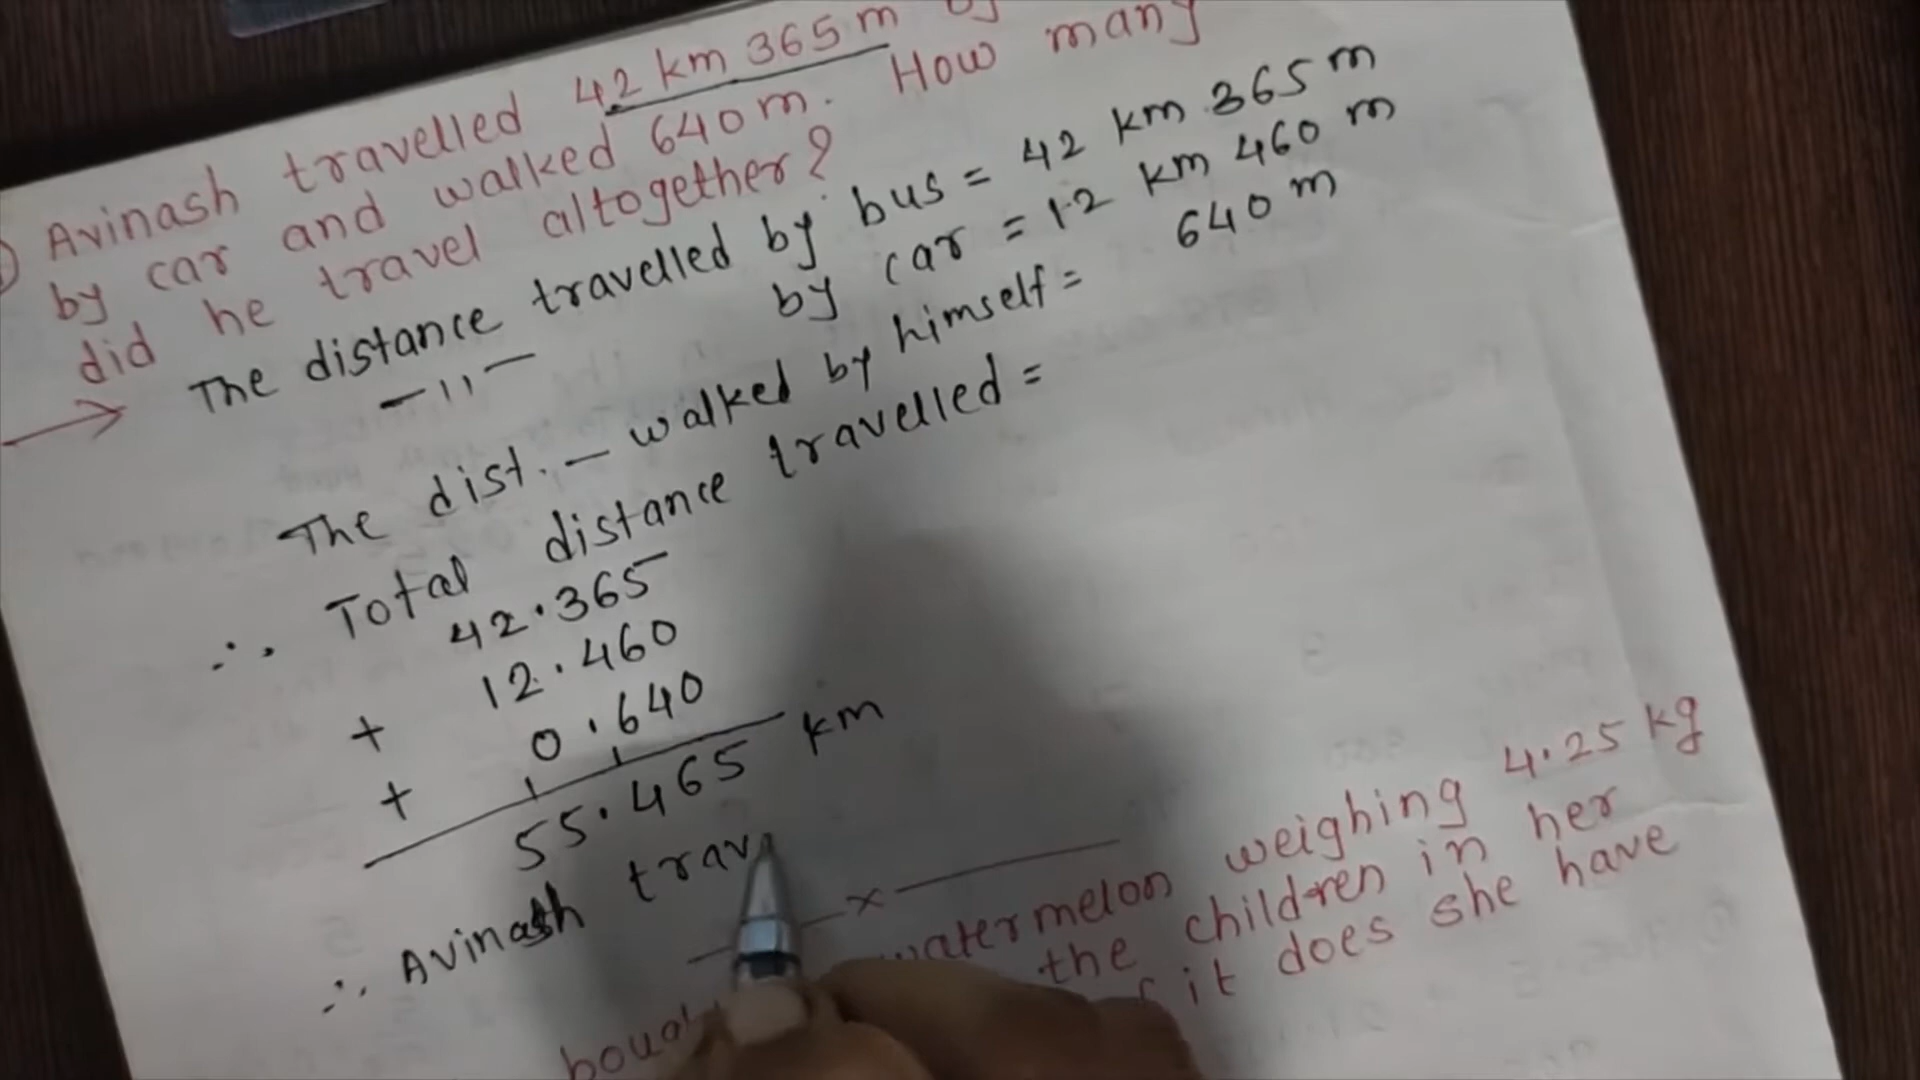 Avinash travelled 42 km 365 m
by car and walked 640 m. How many
did he travel altogether?
The distance travelled by bus = 42 km 365 m
—〃— by car = 12 km 460 m
The dist. — walked by himself = 640 m
∴ Total distance travelled =
42.365
+ 12.460
+ 0.640
1 1
55.465 km
∴ Avinash trav
—x—
watermelon weighing 4.25 kg
the children in her
it does she have